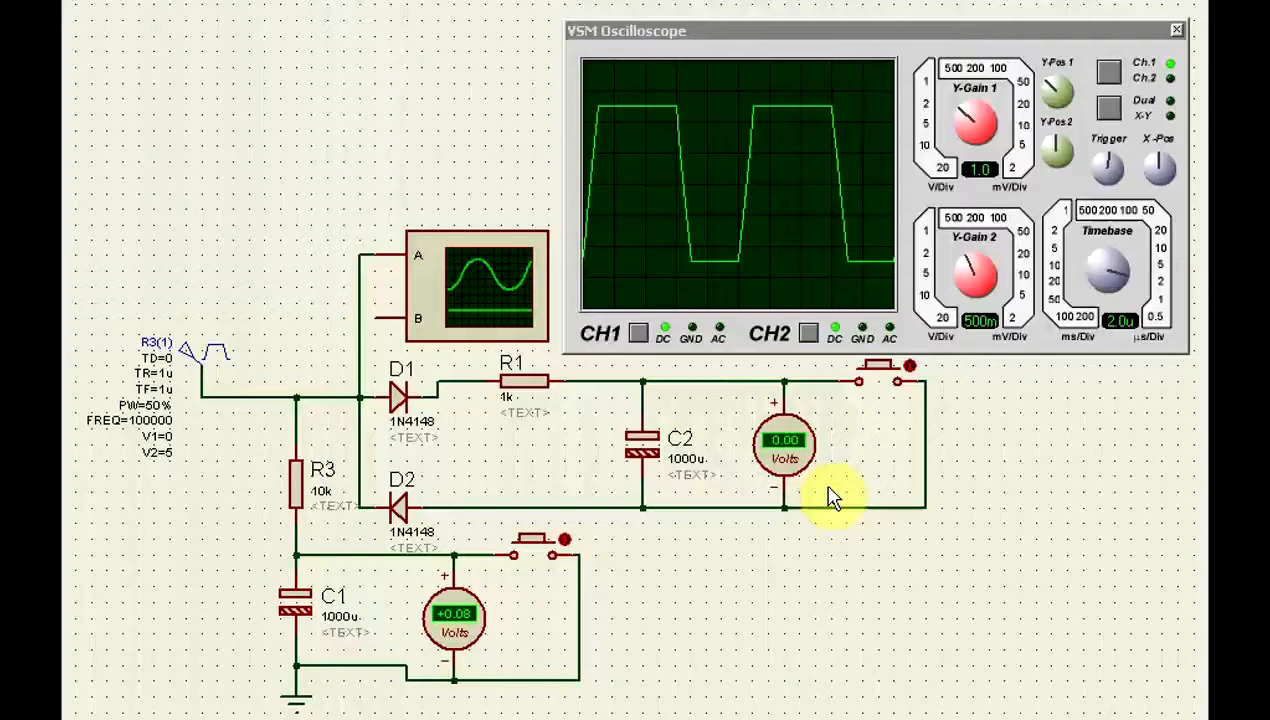 VSM Oscilloscope
500 200 100
1
2
5
10
20
50
20
10
5
2
Y-Gain 1
1.0
V/Div
mV/Div
Y-Pos 1
Y-Pos 2
Ch.1
Ch.2
Dual
X-Y
Trigger
X -Pos
500 200 100
1
2
5
10
20
50
20
10
5
2
Y-Gain 2
500m
V/Div
mV/Div
1
500 200 100 50
2
5
10
20
50
100 200
20
10
5
2
1
0.5
Timebase
2.0u
ms/Div
µs/Div
CH1
DC
GND
AC
CH2
DC
GND
AC
A
B
R3(1)
TD=0
TR=1u
TF=1u
PW=50%
FREQ=100000
V1=0
V2=5
D1
1N4148
<TEXT>
R1
1k
<TEXT>
C2
1000u
<TEXT>
+
0.00
Volts
−
R3
10k
<TEXT>
D2
1N4148
<TEXT>
C1
1000u
<TEXT>
+
+0.08
Volts
−